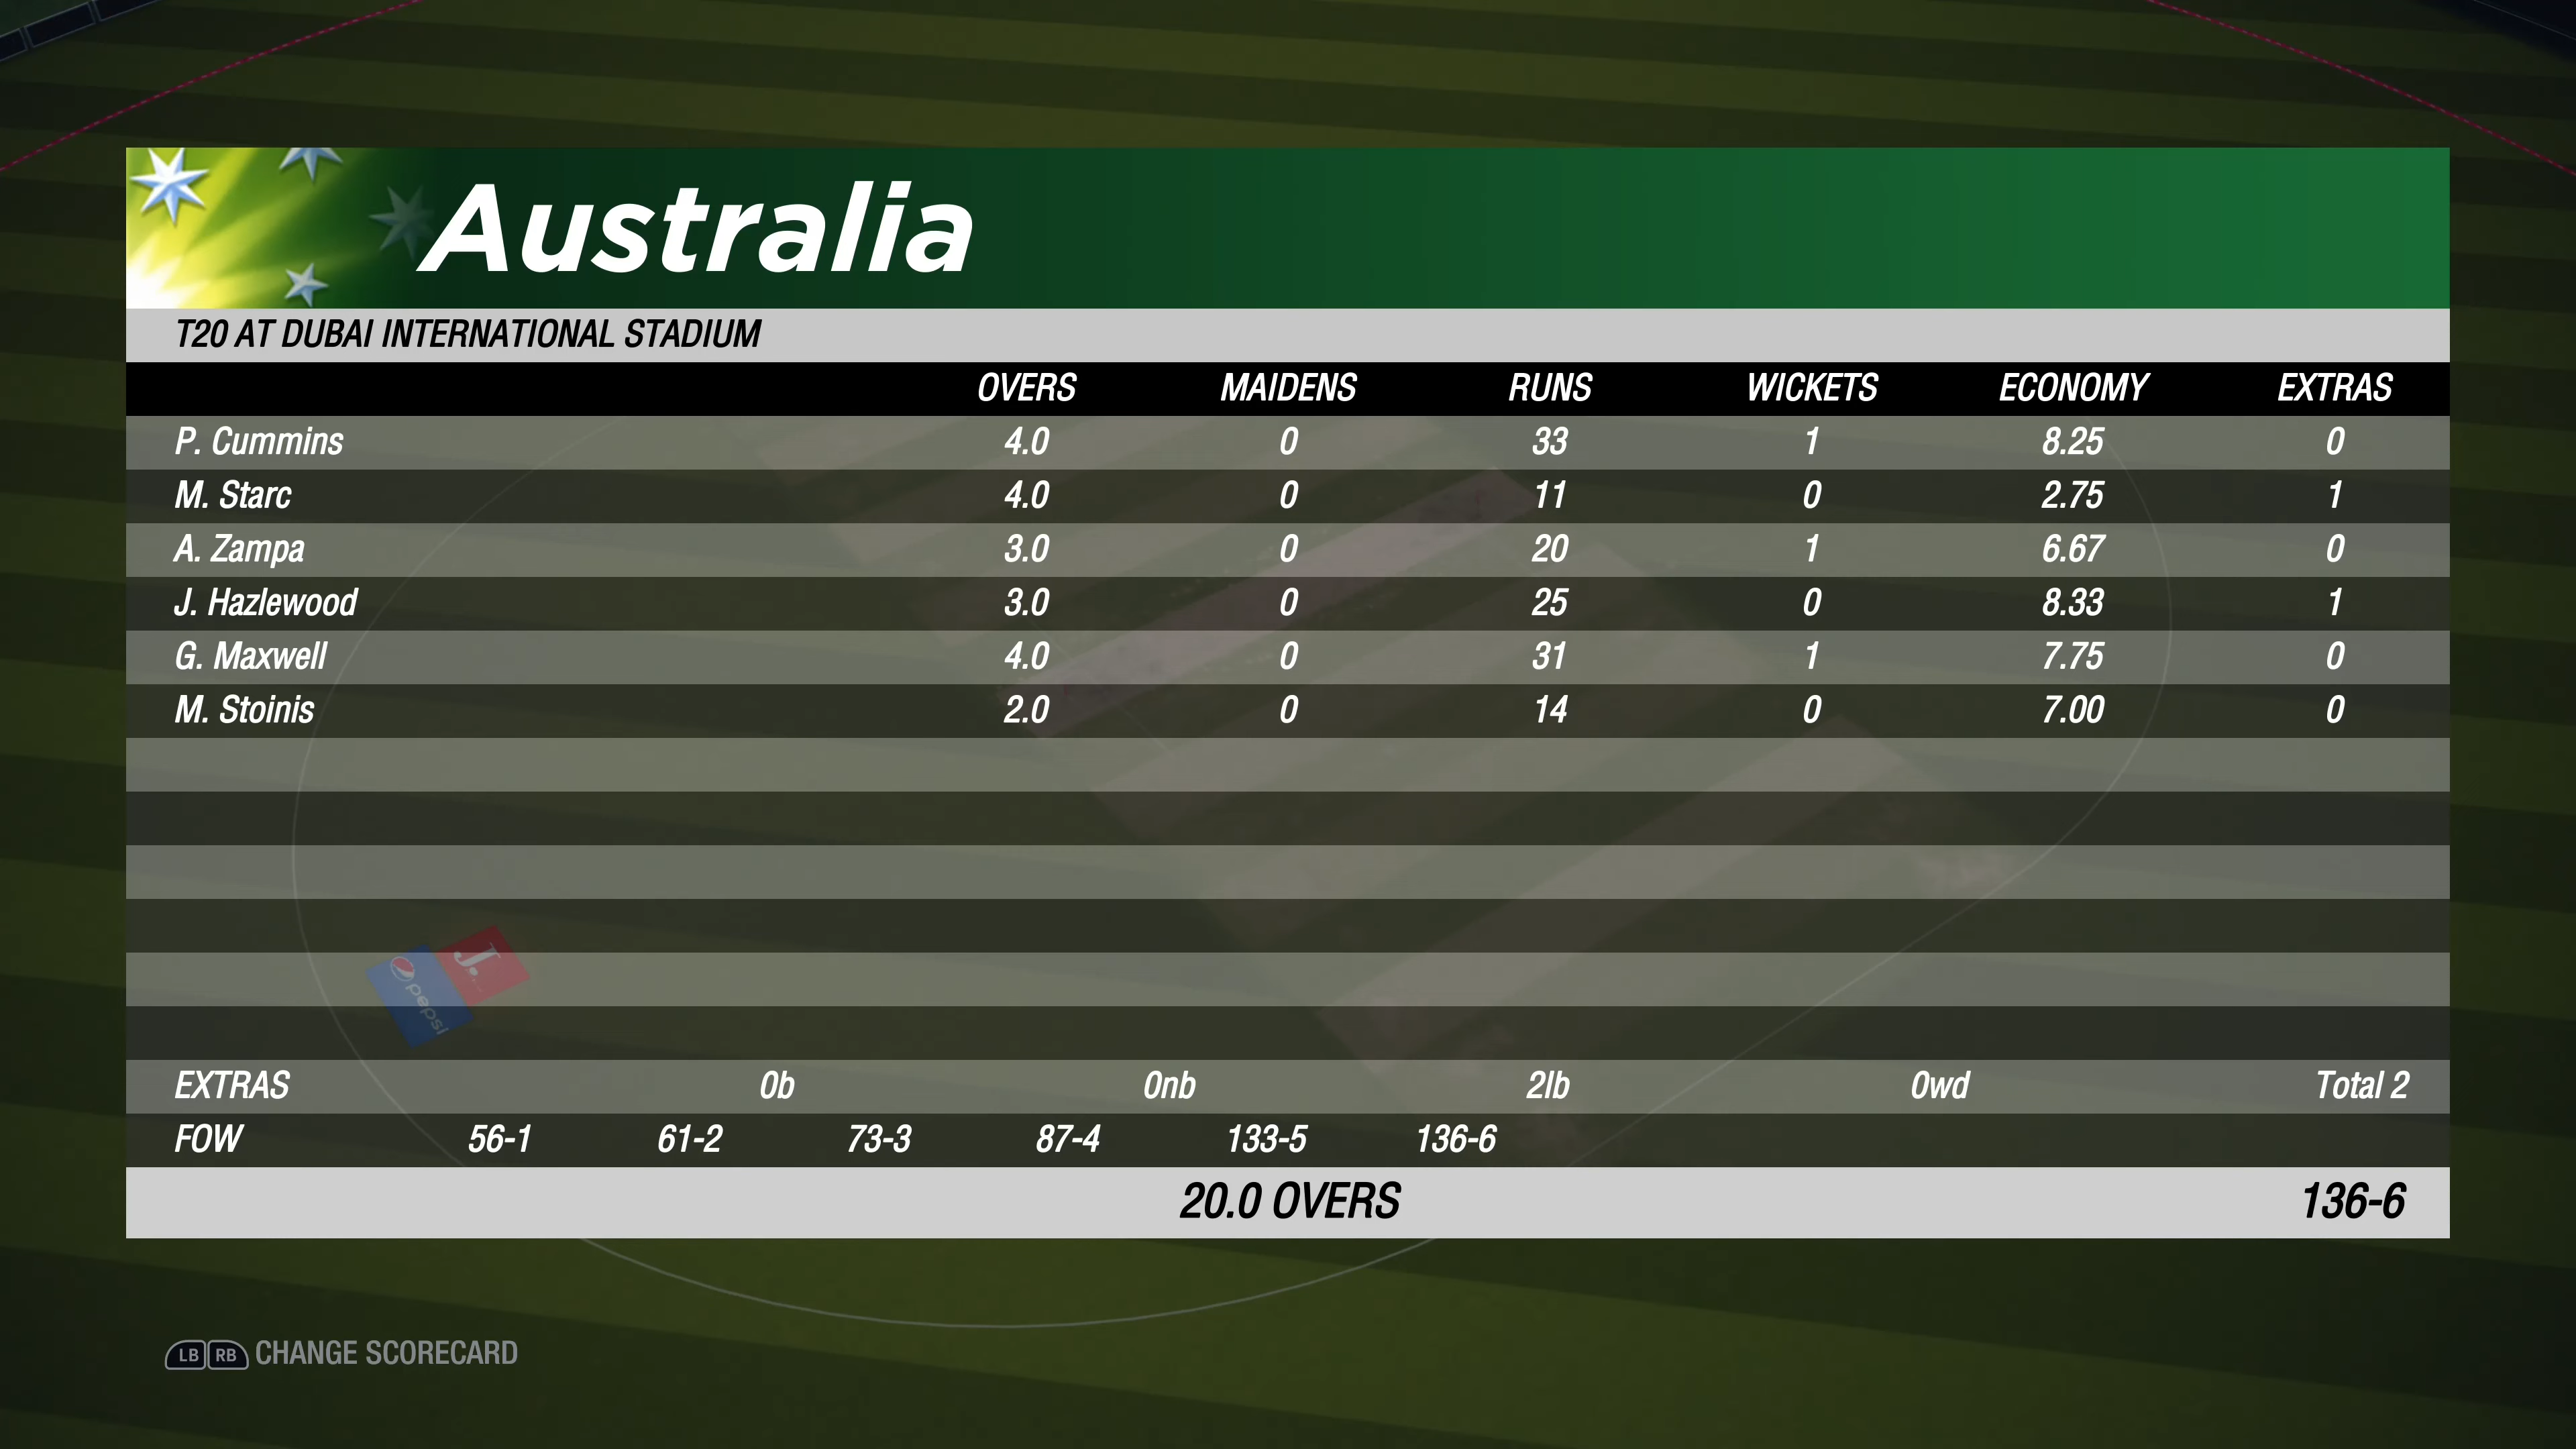 Australia
T20 AT DUBAI INTERNATIONAL STADIUM
OVERS MAIDENS RUNS WICKETS ECONOMY EXTRAS
P. Cummins 4.0 0 33 1 8.25 0
M. Starc 4.0 0 11 0 2.75 1
A. Zampa 3.0 0 20 1 6.67 0
J. Hazlewood 3.0 0 25 0 8.33 1
G. Maxwell 4.0 0 31 1 7.75 0
M. Stoinis 2.0 0 14 0 7.00 0
J.
pepsi
EXTRAS 0b 0nb 2lb 0wd Total 2
FOW 56-1 61-2 73-3 87-4 133-5 136-6
20.0 OVERS 136-6
LB RB CHANGE SCORECARD